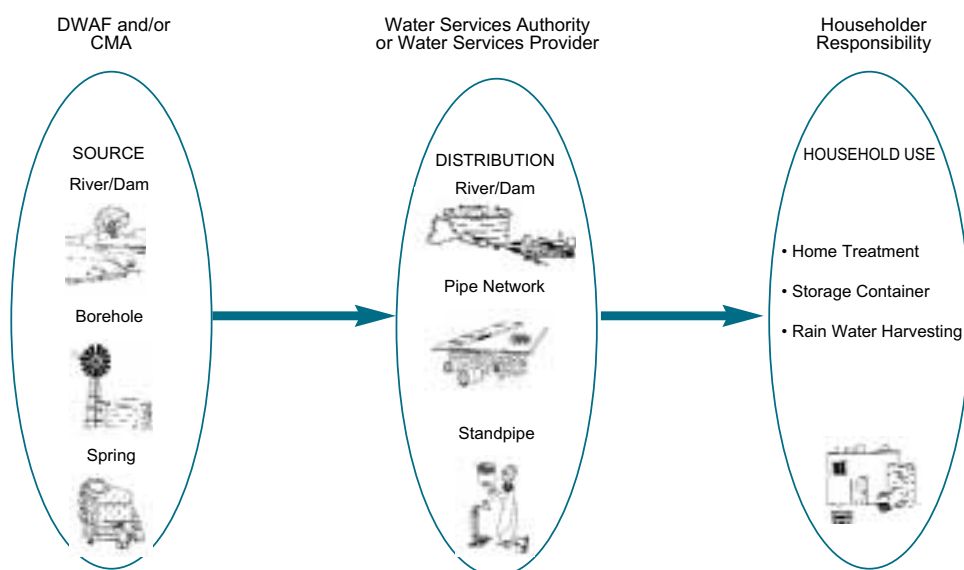 DWAF and/or
CMA
Water Services Authority
or Water Services Provider
Householder
Responsibility
SOURCE
River/Dam
Borehole
Spring
DISTRIBUTION
River/Dam
Pipe Network
Standpipe
HOUSEHOLD USE
• Home Treatment
• Storage Container
• Rain Water Harvesting